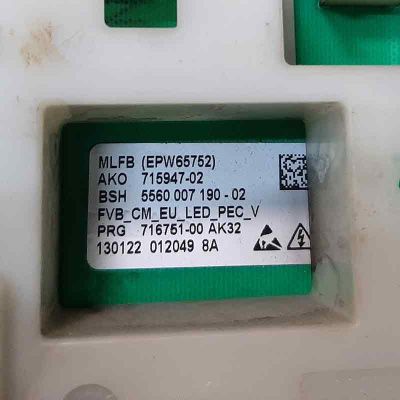 MLFB (EPW65752)
AKO 715947-02
BSH 5560 007 190 - 02
FVB_CM_EU_LED_PEC_V
PRG 716751-00 AK32
130122 012049 8A